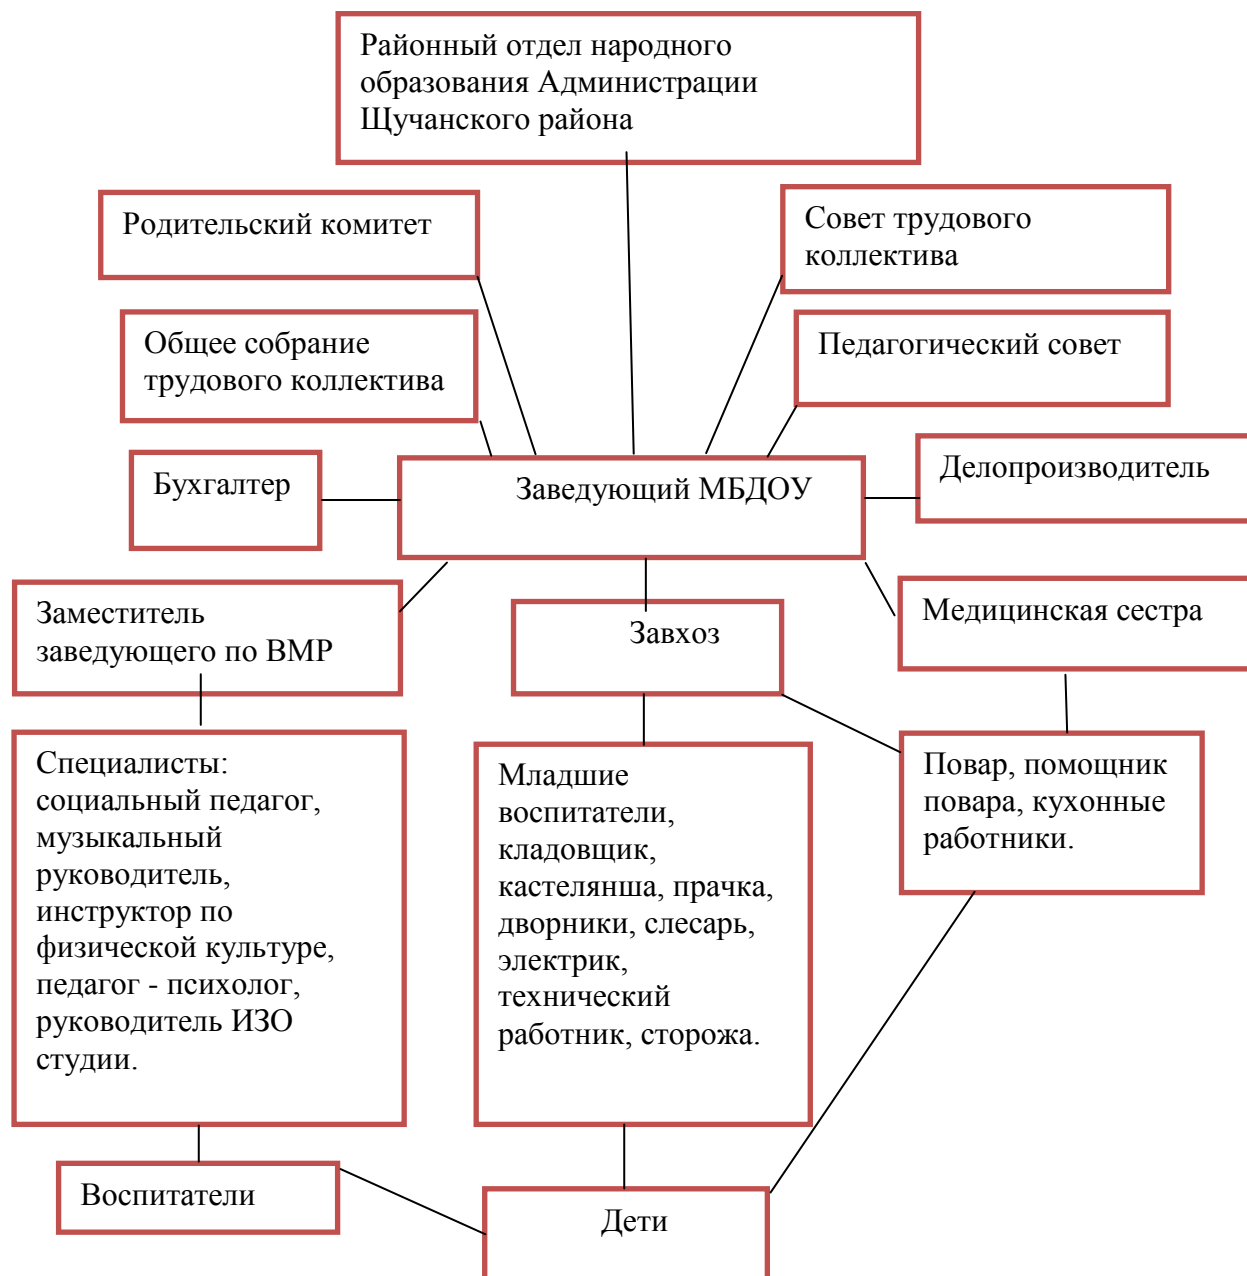 Районный отдел народного
образования Администрации
Щучанского района
Родительский комитет
Совет трудового
коллектива
Общее собрание
трудового коллектива
Педагогический совет
Бухгалтер
Заведующий МБДОУ
Делопроизводитель
Заместитель
заведующего по ВМР
Завхоз
Медицинская сестра
Специалисты:
социальный педагог,
музыкальный
руководитель,
инструктор по
физической культуре,
педагог - психолог,
руководитель ИЗО
студии.
Младшие
воспитатели,
кладовщик,
кастелянша, прачка,
дворники, слесарь,
электрик,
технический
работник, сторожа.
Повар, помощник
повара, кухонные
работники.
Воспитатели
Дети